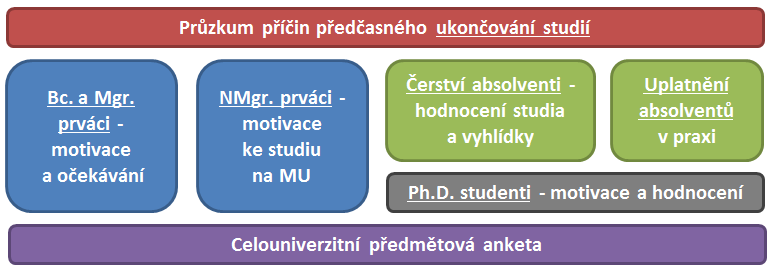 Průzkum příčin předčasného ukončování studií
Bc. a Mgr.
prváci -
motivace
a očekávání
NMgr. prváci -
motivace
ke studiu
na MU
Čerství absolventi -
hodnocení studia
a vyhlídky
Uplatnění
absolventů
v praxi
Ph.D. studenti - motivace a hodnocení
Celouniverzitní předmětová anketa